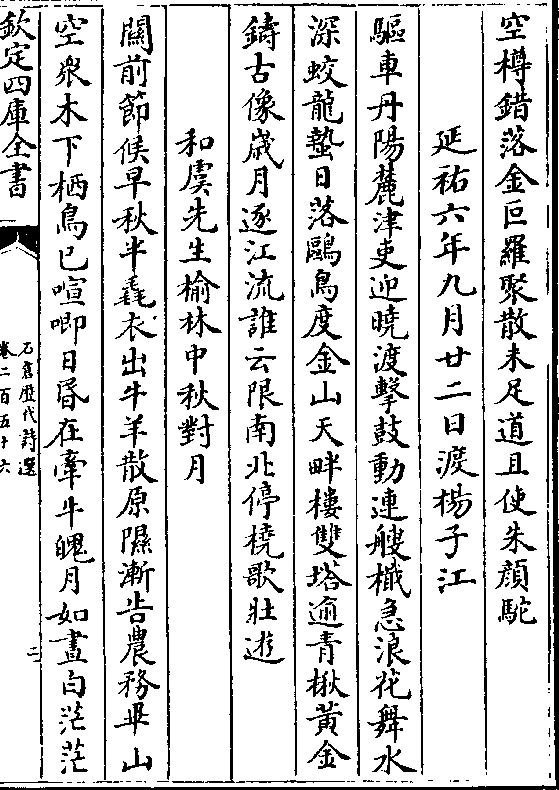 空樽錯落金叵羅聚散未足道且使朱顔駝
延祐六年九月廿二日渡楊子江
驅車丹陽麓津吏迎曉渡擊鼓動連艘檝急浪花舞水
深蛟龍蟄日落鷗鳥度金山天畔樓雙塔逾青楸黄金
鑄古像歳月逐江流誰云限南北停橈歌壯遊
和虞先生榆林中秋對月
關前節候早秋半毳衣出牛羊散原隰漸告農務畢山
空衆木下栖鳥已喧唧日昏在牽牛魄月如晝白茫茫
欽定四庫全書
石倉歷代詩選
卷二百五十六
二